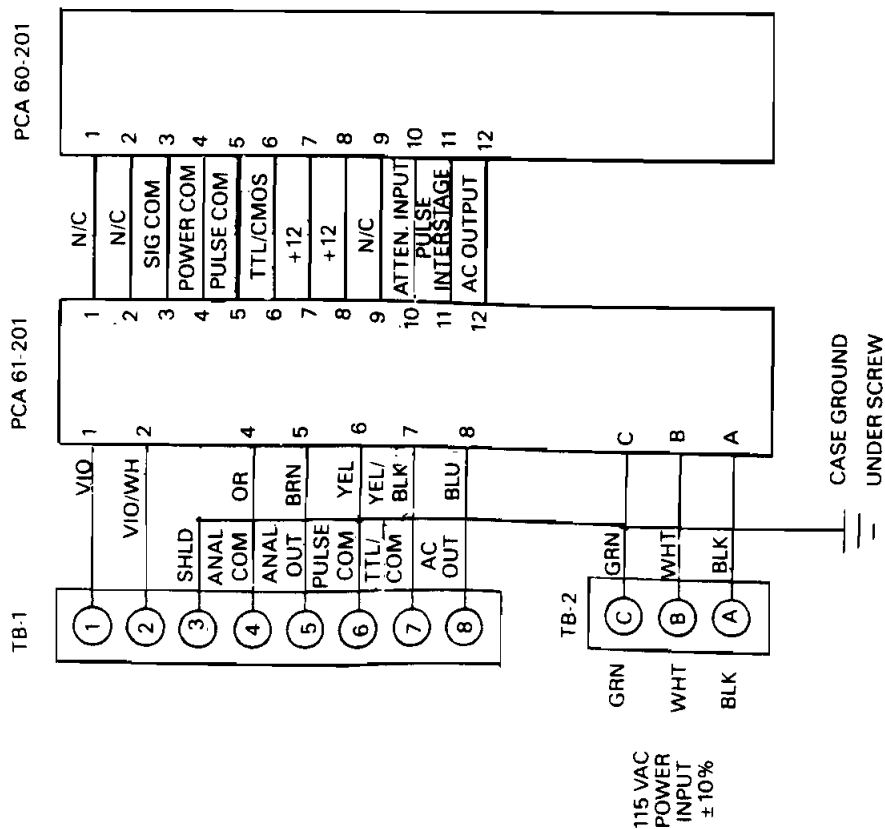 PCA 60-201
1
2
3
4
5
6
7
8
9
10
11
12
N/C
N/C
SIG COM
POWER COM
PULSE COM
TTL/CMOS
+12
+12
N/C
ATTEN. INPUT
PULSE
INTERSTAGE
AC OUTPUT
PCA 61-201
1
2
3
4
5
6
7
8
9
10
11
12
1
2
4
5
6
7
8
C
B
A
VIO
VIO/WH
OR
BRN
YEL
YEL/
BLK
BLU
SHLD
ANAL
COM
ANAL
OUT
PULSE
COM
TTL/
COM
AC
OUT
GRN
WHT
BLK
TB-1
1
2
3
4
5
6
7
8
TB-2
C
B
A
GRN
WHT
BLK
115 VAC
POWER
INPUT
± 10%
CASE GROUND
UNDER SCREW